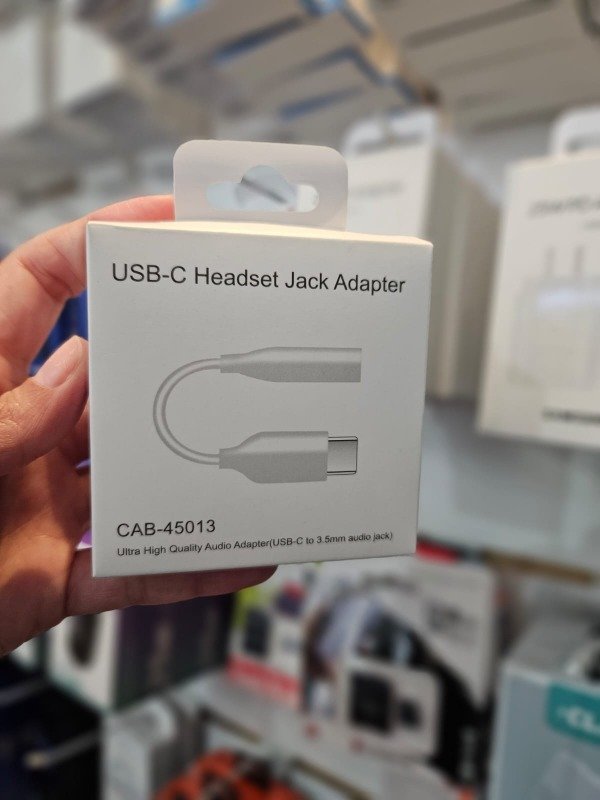 USB-C Headset Jack Adapter
CAB-45013
Ultra High Quality Audio Adapter(USB-C to 3.5mm audio jack)